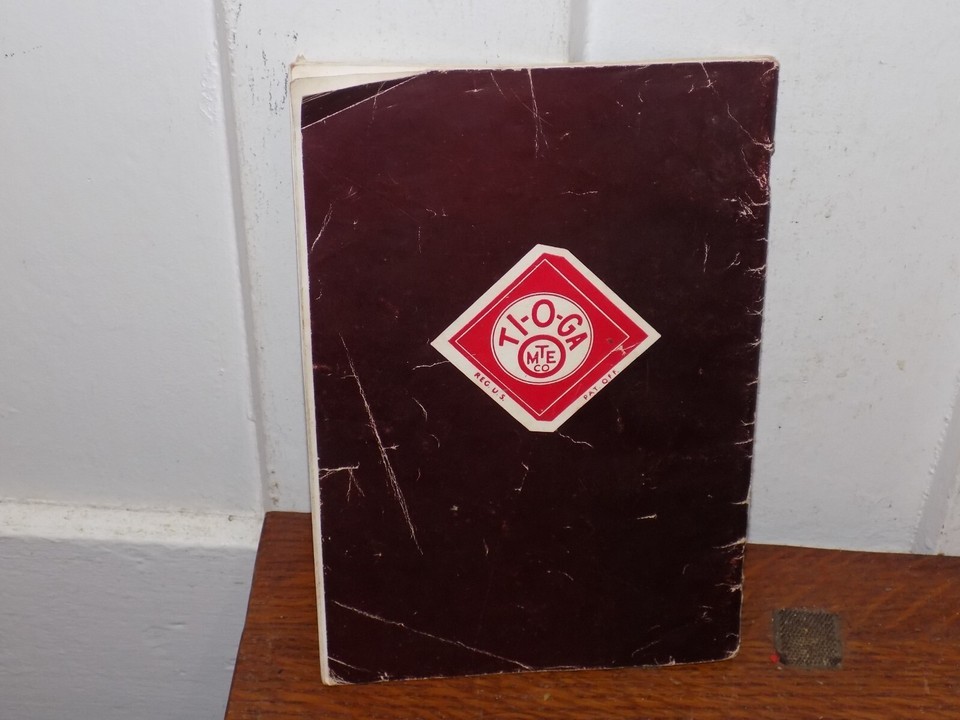 TI-O-GA
MTE
CO
REG. U.S.
PAT. OFF.